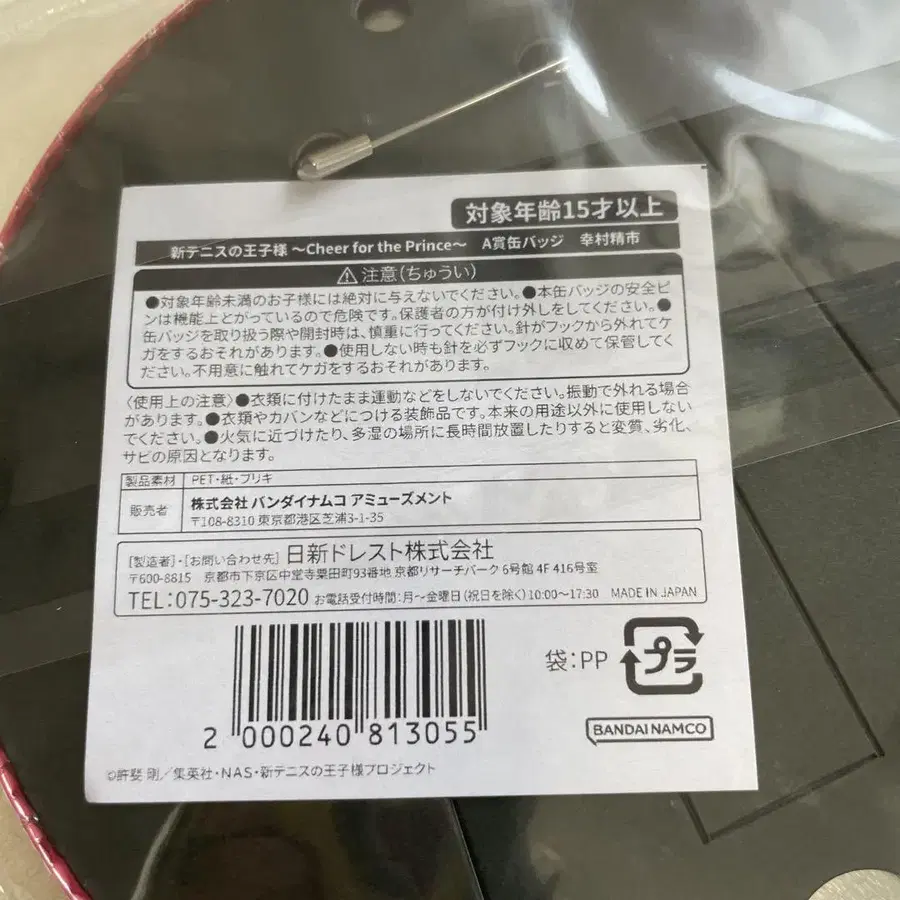 対象年齢15才以上
新テニスの王子様 ～Cheer for the Prince～ A賞缶バッジ 幸村精市
⚠注意(ちゅうい)
●対象年齢未満のお子様には絶対に与えないでください。●本缶バッジの安全ピ
ンは機能上とがっているので危険です。保護者の方が付け外しをしてください。●
缶バッジを取り扱う際や開封時は、慎重に行ってください。針がフックから外れてケ
ガをするおそれがあります。●使用しない時も針を必ずフックに収めて保管してく
ださい。不用意に触れてケガをするおそれがあります。
〈使用上の注意〉●衣類に付けたまま運動などをしないでください。振動で外れる場合
があります。●衣類やカバンなどにつける装飾品です。本来の用途以外に使用しない
でください。●火気に近づけたり、多湿の場所に長時間放置したりすると変質、劣化、
サビの原因となります。
製品素材 PET・紙・ブリキ
販売者 株式会社 バンダイナムコ アミューズメント
〒108-8310 東京都港区芝浦3-1-35
[製造者]・[お問い合わせ先] 日新ドレスト株式会社
〒600-8815 京都市下京区中堂寺粟田町93番地 京都リサーチパーク 6号館 4F 416号室
TEL:075-323-7020 お電話受付時間:月～金曜日(祝日を除く)10:00～17:30 MADE IN JAPAN
袋:PP プラ
2 000240 813055
BANDAI NAMCO
©許斐 剛／集英社・NAS・新テニスの王子様プロジェクト